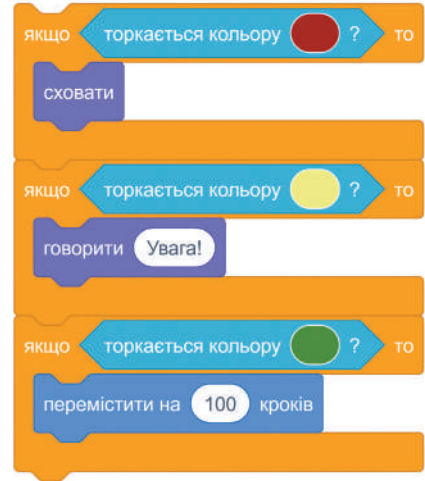 якщо торкається кольору ? то
сховати
якщо торкається кольору ? то
говорити Увага!
якщо торкається кольору ? то
перемістити на 100 кроків